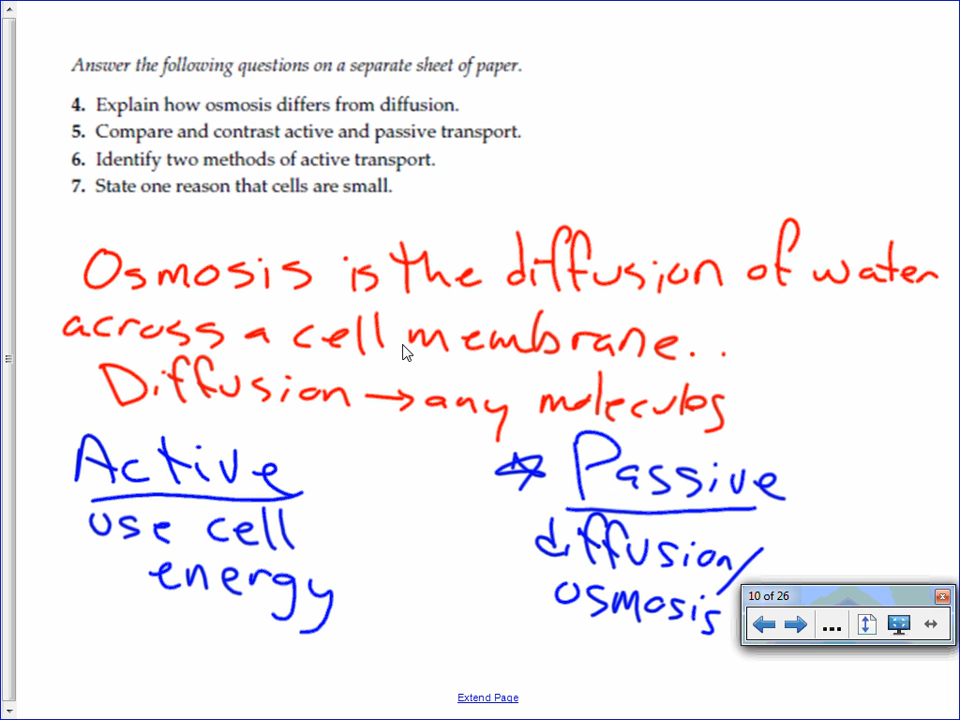 Answer the following questions on a separate sheet of paper.
4. Explain how osmosis differs from diffusion.
5. Compare and contrast active and passive transport.
6. Identify two methods of active transport.
7. State one reason that cells are small.
Osmosis is the diffusion of water
across a cell membrane..
Diffusion → any molecules
Active
use cell
energy
Passive
diffusion/
osmosis
10 of 26
Extend Page